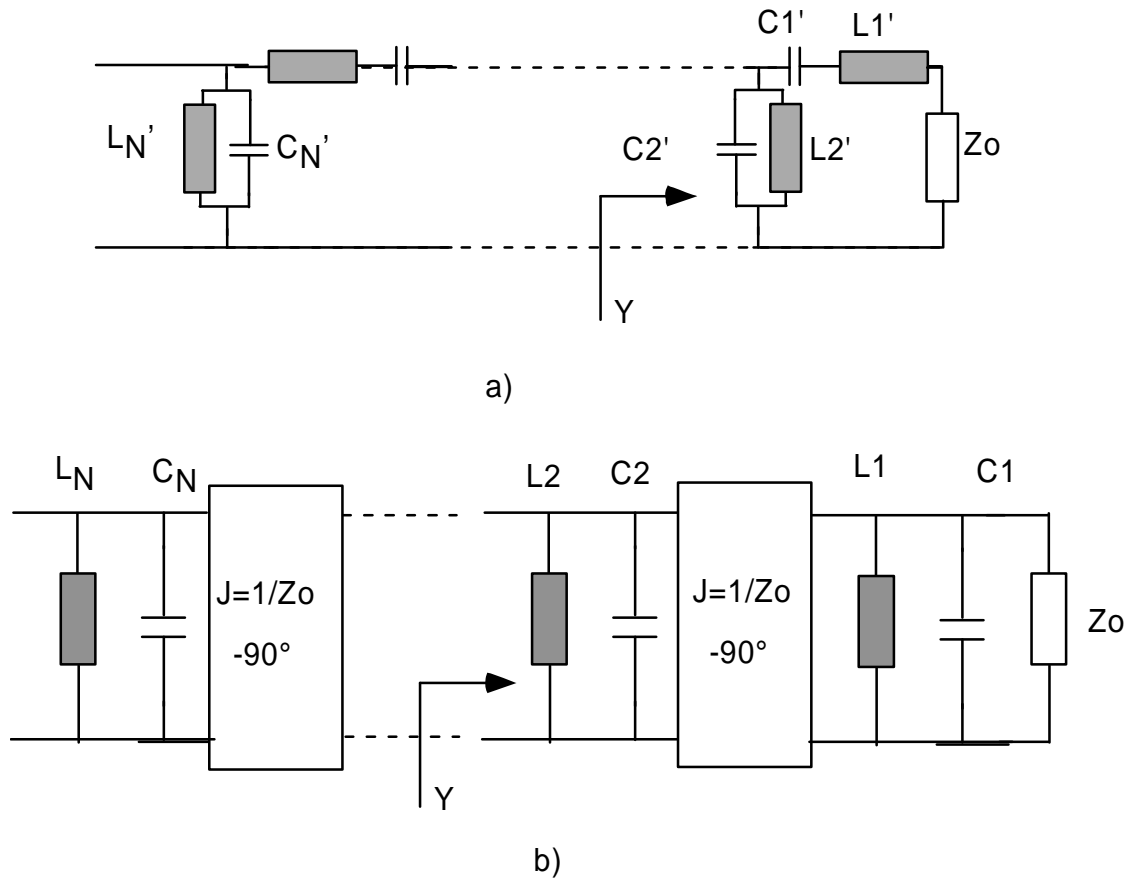 C1' L1'
LN' CN' C2' L2' Zo
Y
a)
LN CN L2 C2 L1 C1
J=1/Zo J=1/Zo
-90° -90° Zo
Y
b)